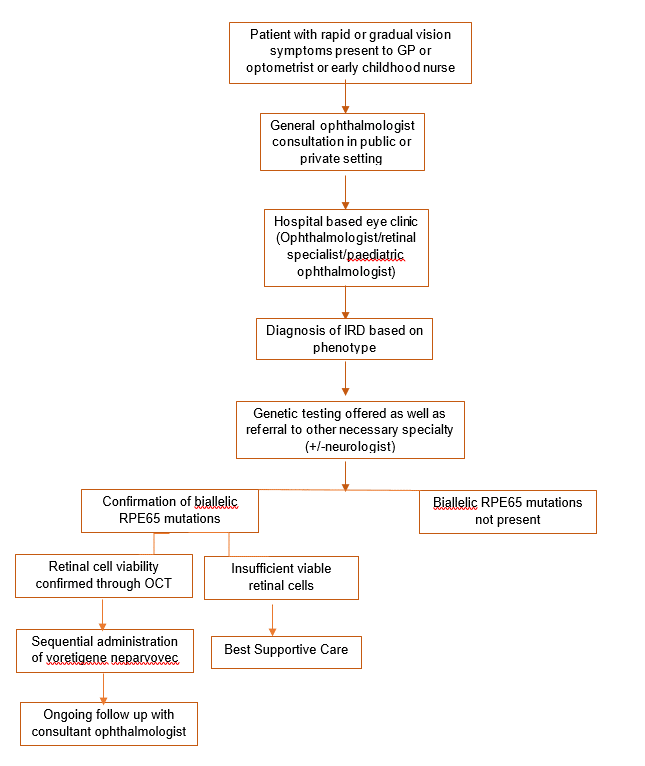 Patient with rapid or gradual vision
symptoms present to GP or
optometrist or early childhood nurse
General ophthalmologist
consultation in public or
private setting
Hospital based eye clinic
(Ophthalmologist/retinal
specialist/paediatric
ophthalmologist)
Diagnosis of IRD based on
phenotype
Genetic testing offered as well as
referral to other necessary specialty
(+/-neurologist)
Confirmation of biallelic
RPE65 mutations
Biallelic RPE65 mutations
not present
Retinal cell viability
confirmed through OCT
Insufficient viable
retinal cells
Sequential administration
of voretigene neparvovec
Best Supportive Care
Ongoing follow up with
consultant ophthalmologist